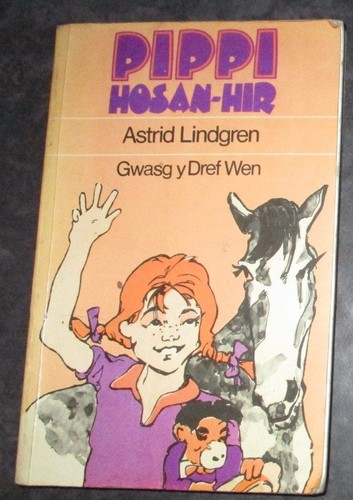 PIPPI
HOSAN-HIR
Astrid Lindgren
Gwasg y Dref Wen